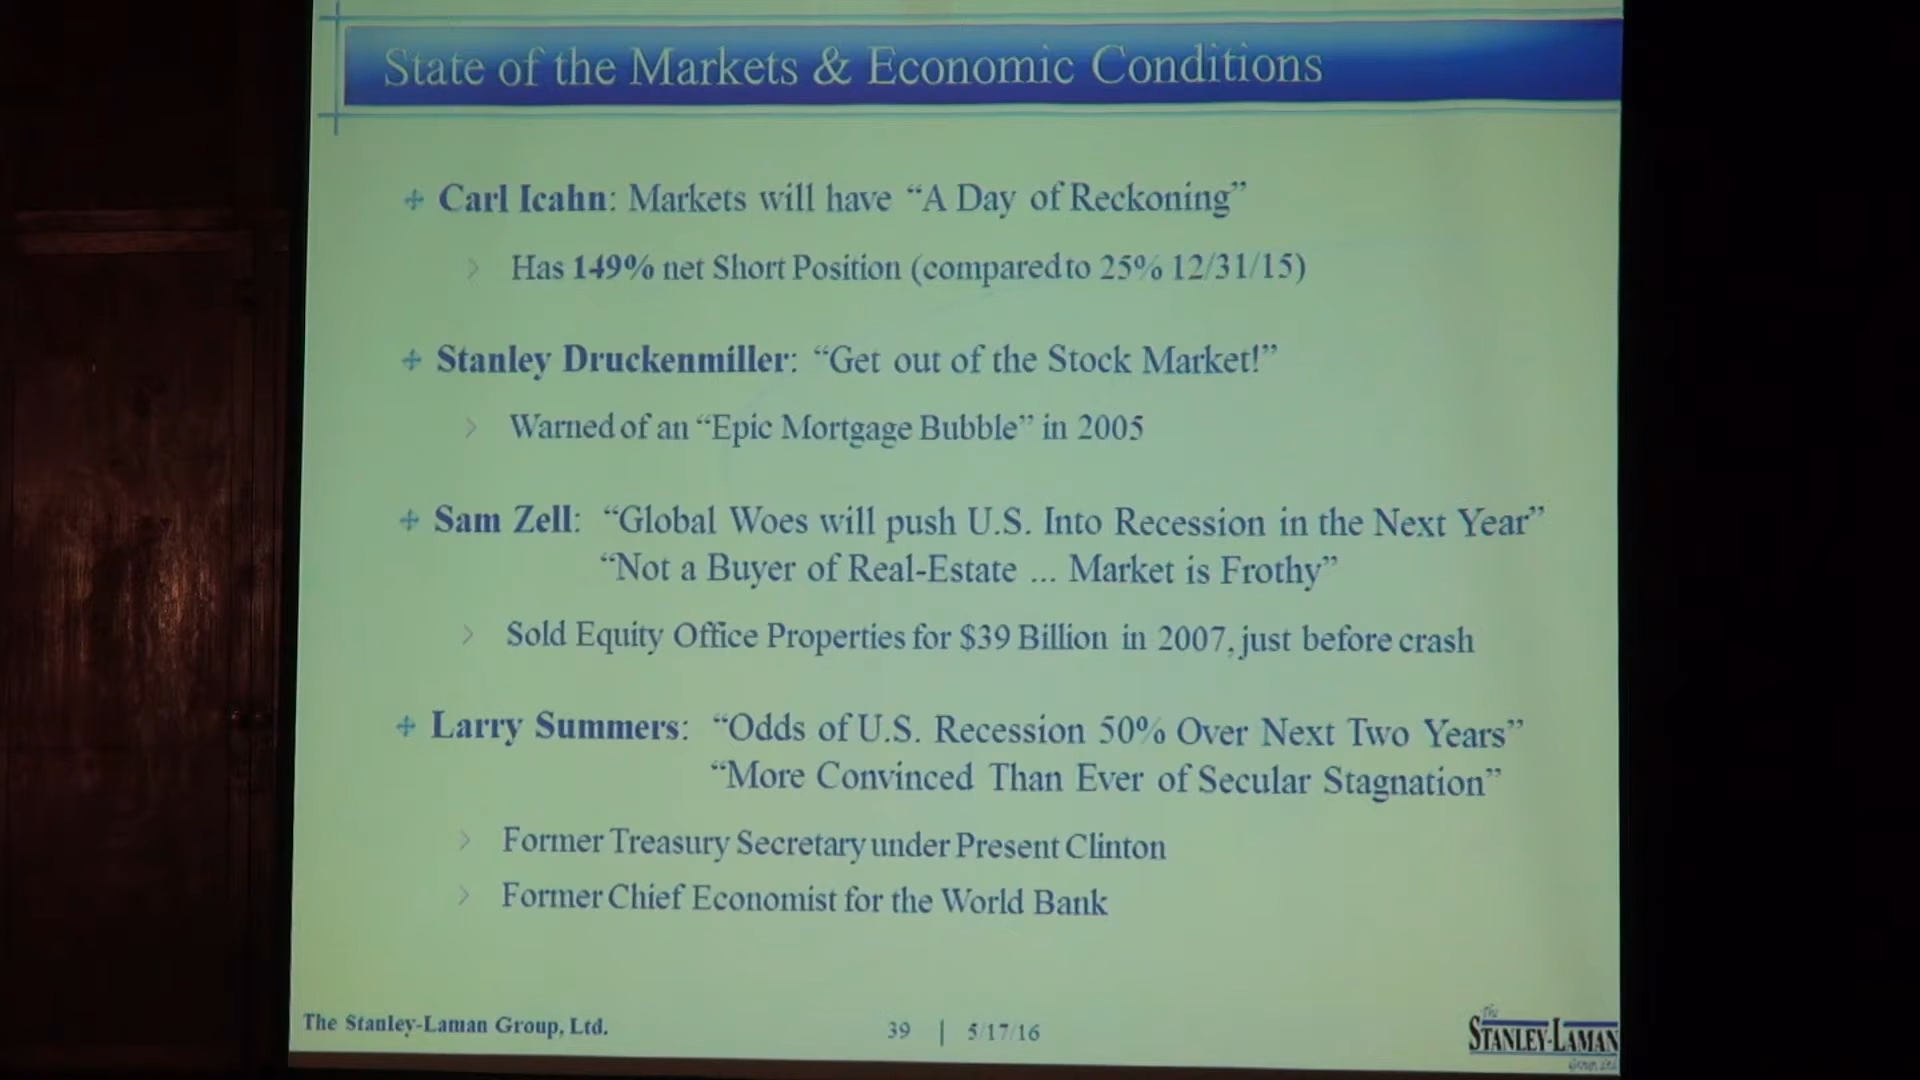 State of the Markets & Economic Conditions
Carl Icahn: Markets will have “A Day of Reckoning”
Has 149% net Short Position (compared to 25% 12/31/15)
Stanley Druckenmiller: “Get out of the Stock Market!”
Warned of an “Epic Mortgage Bubble” in 2005
Sam Zell: “Global Woes will push U.S. Into Recession in the Next Year”
“Not a Buyer of Real-Estate ... Market is Frothy”
Sold Equity Office Properties for $39 Billion in 2007, just before crash
Larry Summers: “Odds of U.S. Recession 50% Over Next Two Years”
“More Convinced Than Ever of Secular Stagnation”
Former Treasury Secretary under Present Clinton
Former Chief Economist for the World Bank
The Stanley-Laman Group, Ltd.
39 | 5/17/16
The
STANLEY-LAMAN
Group, Ltd.